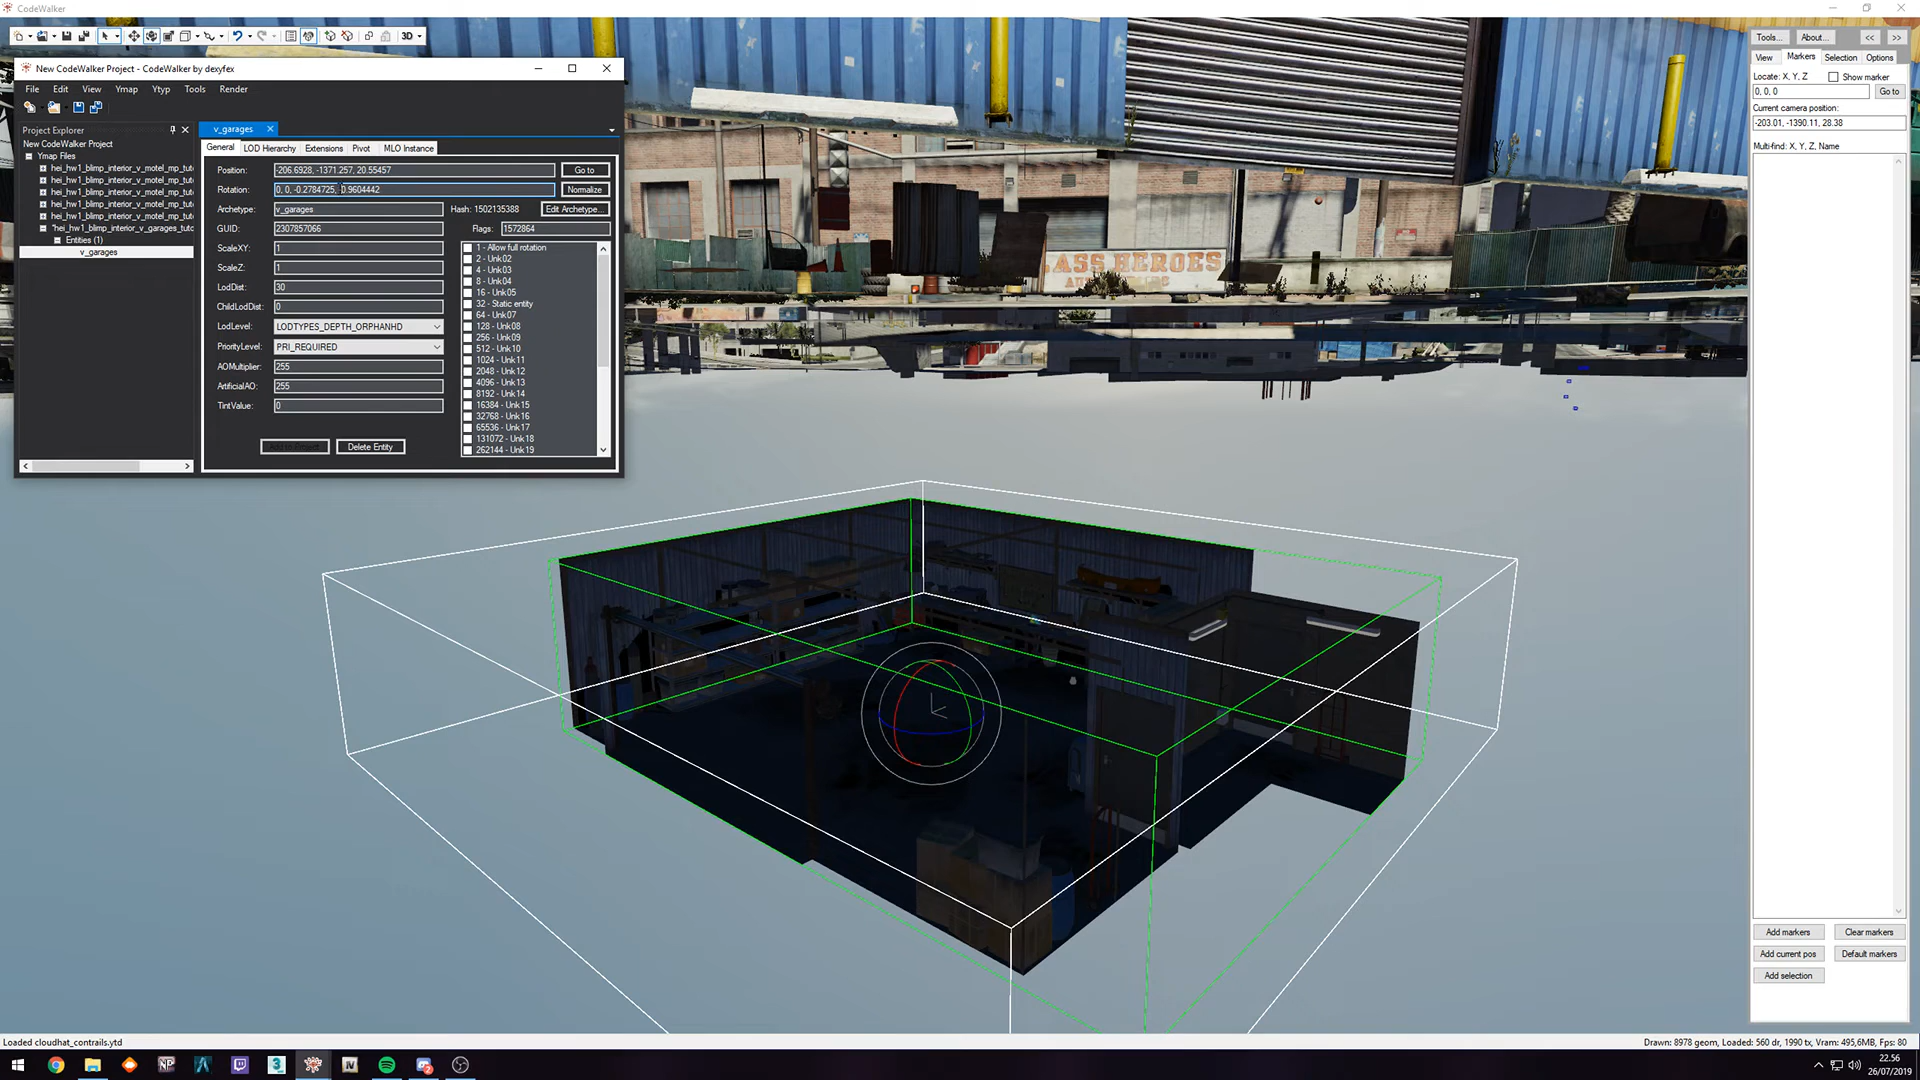 CodeWalker
3D
New CodeWalker Project - CodeWalker by dexyfex
File Edit View Ymap Ytyp Tools Render
Project Explorer
New CodeWalker Project
Ymap Files
hei_hw1_blimp_interior_v_motel_mp_tutc
hei_hw1_blimp_interior_v_motel_mp_tutc
hei_hw1_blimp_interior_v_motel_mp_tutc
hei_hw1_blimp_interior_v_motel_mp_tutc
hei_hw1_blimp_interior_v_motel_mp_tutc
*hei_hw1_blimp_interior_v_garages_tutc
Entities (1)
v_garages
v_garages
General LOD Hierarchy Extensions Pivot MLO Instance
Position: -206.6928, -1371.257, 20.55457 Go to
Rotation: 0, 0, -0.2784725, 0.9604442 Normalize
Archetype: v_garages Hash: 1502135388 Edit Archetype...
GUID: 2307857066 Flags: 1572864
ScaleXY: 1
ScaleZ: 1
LodDist: 30
ChildLodDist: 0
LodLevel: LODTYPES_DEPTH_ORPHANHD
PriorityLevel: PRI_REQUIRED
AOMultiplier: 255
ArtificialAO: 255
TintValue: 0
1 - Allow full rotation
2 - Unk02
4 - Unk03
8 - Unk04
16 - Unk05
32 - Static entity
64 - Unk07
128 - Unk08
256 - Unk09
512 - Unk10
1024 - Unk11
2048 - Unk12
4096 - Unk13
8192 - Unk14
16384 - Unk15
32768 - Unk16
65536 - Unk17
131072 - Unk18
262144 - Unk19
Delete Entity
ASS HEROES
Tools... About... << >>
View Markers Selection Options
Locate: X, Y, Z Show marker
0, 0, 0 Go to
Current camera position:
-203.01, -1390.11, 28.38
Multi-find: X, Y, Z, Name
Add markers Clear markers
Add current pos Default markers
Add selection
Loaded cloudhat_contrails.ytd
Drawn: 8978 geom, Loaded: 560 dr, 1990 tx, Vram: 495,6MB, Fps: 80
22.56
26/07/2019